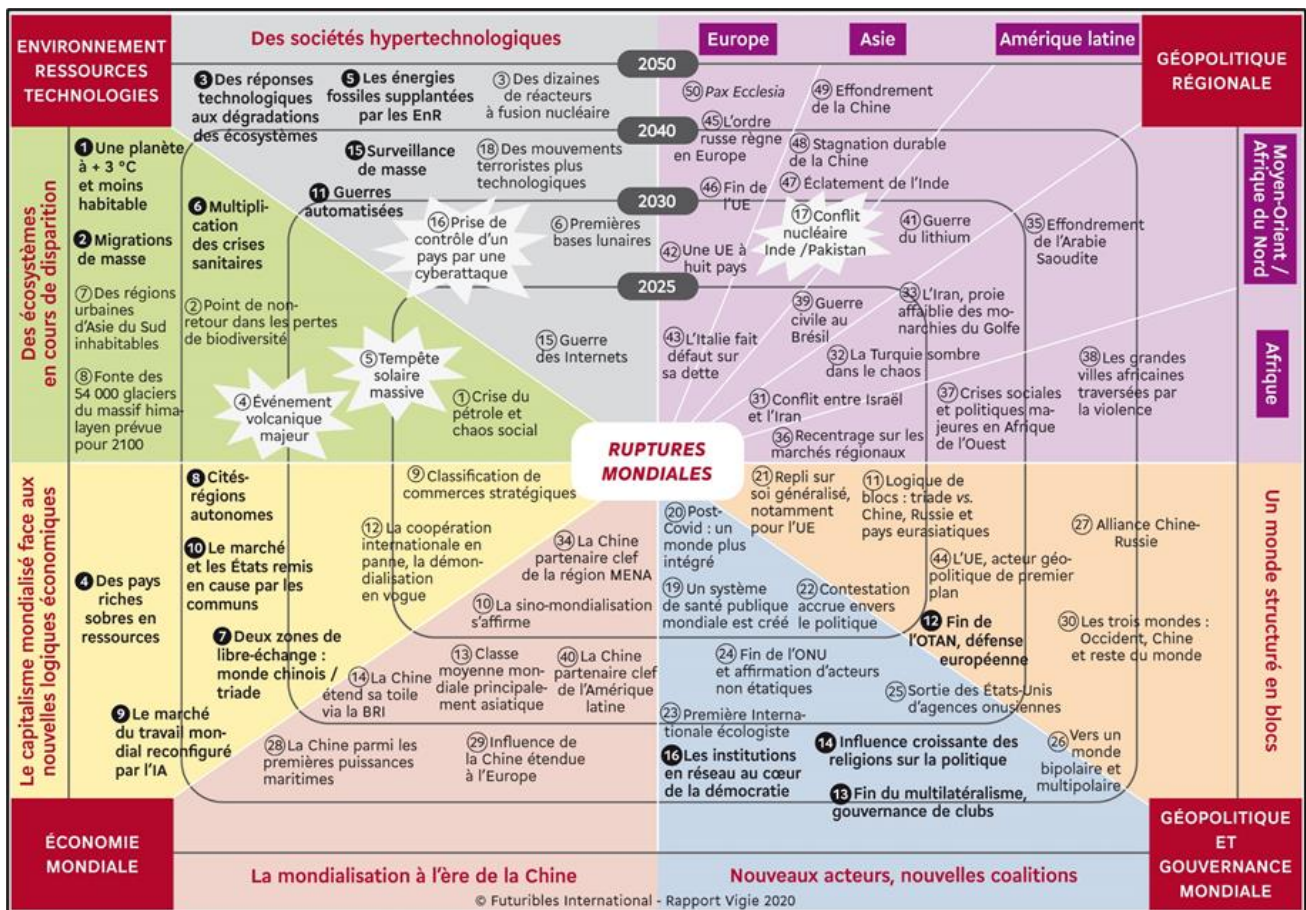 ENVIRONNEMENT
RESSOURCES
TECHNOLOGIES
Des sociétés hypertechnologiques
Europe
Asie
Amérique latine
GÉOPOLITIQUE
RÉGIONALE
2050
2040
2030
2025
❸ Des réponses
technologiques
aux dégradations
des écosystèmes
❺ Les énergies
fossiles supplantées
par les EnR
③ Des dizaines
de réacteurs
à fusion nucléaire
⓯ Surveillance
de masse
⑱ Des mouvements
terroristes plus
technologiques
⓫ Guerres
automatisées
⑯ Prise de
contrôle d'un
pays par une
cyberattaque
⑥ Premières
bases lunaires
⑮ Guerre
des Internets
Des écosystèmes
en cours de disparition
❶ Une planète
à + 3 °C
et moins
habitable
❷ Migrations
de masse
⑦ Des régions
urbaines
d'Asie du Sud
inhabitables
⑧ Fonte des
54 000 glaciers
du massif hima-
layen prévue
pour 2100
❻ Multipli-
cation
des crises
sanitaires
② Point de non-
retour dans les pertes
de biodiversité
⑤ Tempête
solaire
massive
④ Événement
volcanique
majeur
① Crise du
pétrole et
chaos social
㊿ Pax Ecclesia
㊾ Effondrement
de la Chine
㊺ L'ordre
russe règne
en Europe
㊽ Stagnation durable
de la Chine
㊻ Fin de
l'UE
㊼ Éclatement de l'Inde
⑰ Conflit
nucléaire
Inde /Pakistan
㊶ Guerre
du lithium
㉟ Effondrement
de l'Arabie
Saoudite
㊷ Une UE à
huit pays
㊴ Guerre
civile au
Brésil
㉝ L'Iran, proie
affaiblie des mo-
narchies du Golfe
㊸ L'Italie fait
défaut sur
sa dette
㉜ La Turquie sombre
dans le chaos
㊳ Les grandes
villes africaines
traversées par
la violence
㉛ Conflit entre Israël
et l'Iran
㊲ Crises sociales
et politiques ma-
jeures en Afrique
de l'Ouest
㊱ Recentrage sur les
marchés régionaux
Moyen-Orient /
Afrique du Nord
Afrique
RUPTURES
MONDIALES
Le capitalisme mondialisé face aux
nouvelles logiques économiques
❹ Des pays
riches sobres en
ressources
❽ Cités-
régions
autonomes
❿ Le marché
et les États remis
en cause par les
communs
❼ Deux zones de
libre-échange :
monde chinois /
triade
❾ Le marché
du travail mon-
dial reconfiguré
par l'IA
⑨ Classification de
commerces stratégiques
⑫ La coopération
internationale en
panne, la démon-
dialisation
en vogue
㉞ La Chine
partenaire clef
de la région MENA
⑩ La sino-mondialisation
s'affirme
⑭ La Chine
étend sa toile
via la BRI
⑬ Classe
moyenne mon-
diale principale-
ment asiatique
㊵ La Chine
partenaire clef
de l'Amérique
latine
㉘ La Chine parmi les
premières puissances
maritimes
㉙ Influence de
la Chine étendue
à l'Europe
⑳ Post-
Covid : un
monde plus
intégré
㉑ Repli sur
soi généralisé,
notamment
pour l'UE
⑪ Logique de
blocs : triade vs.
Chine, Russie et
pays eurasiatiques
㉗ Alliance Chine-
Russie
⑲ Un système
de santé publique
mondiale est créé
㉒ Contestation
accrue envers
le politique
㊹ L'UE, acteur géo-
politique de premier
plan
⓬ Fin de
l'OTAN, défense
européenne
㉚ Les trois mondes :
Occident, Chine
et reste du monde
㉔ Fin de l'ONU
et affirmation d'acteurs
non étatiques
㉕ Sortie des États-Unis
d'agences onusiennes
㉓ Première Interna-
tionale écologiste
⓰ Les institutions
en réseau au cœur
de la démocratie
⓮ Influence croissante des
religions sur la politique
⓭ Fin du multilatéralisme,
gouvernance de clubs
㉖ Vers un
monde
bipolaire et
multipolaire
Un monde structuré en blocs
ÉCONOMIE
MONDIALE
La mondialisation à l'ère de la Chine
Nouveaux acteurs, nouvelles coalitions
GÉOPOLITIQUE
ET
GOUVERNANCE
MONDIALE
© Futuribles International - Rapport Vigie 2020